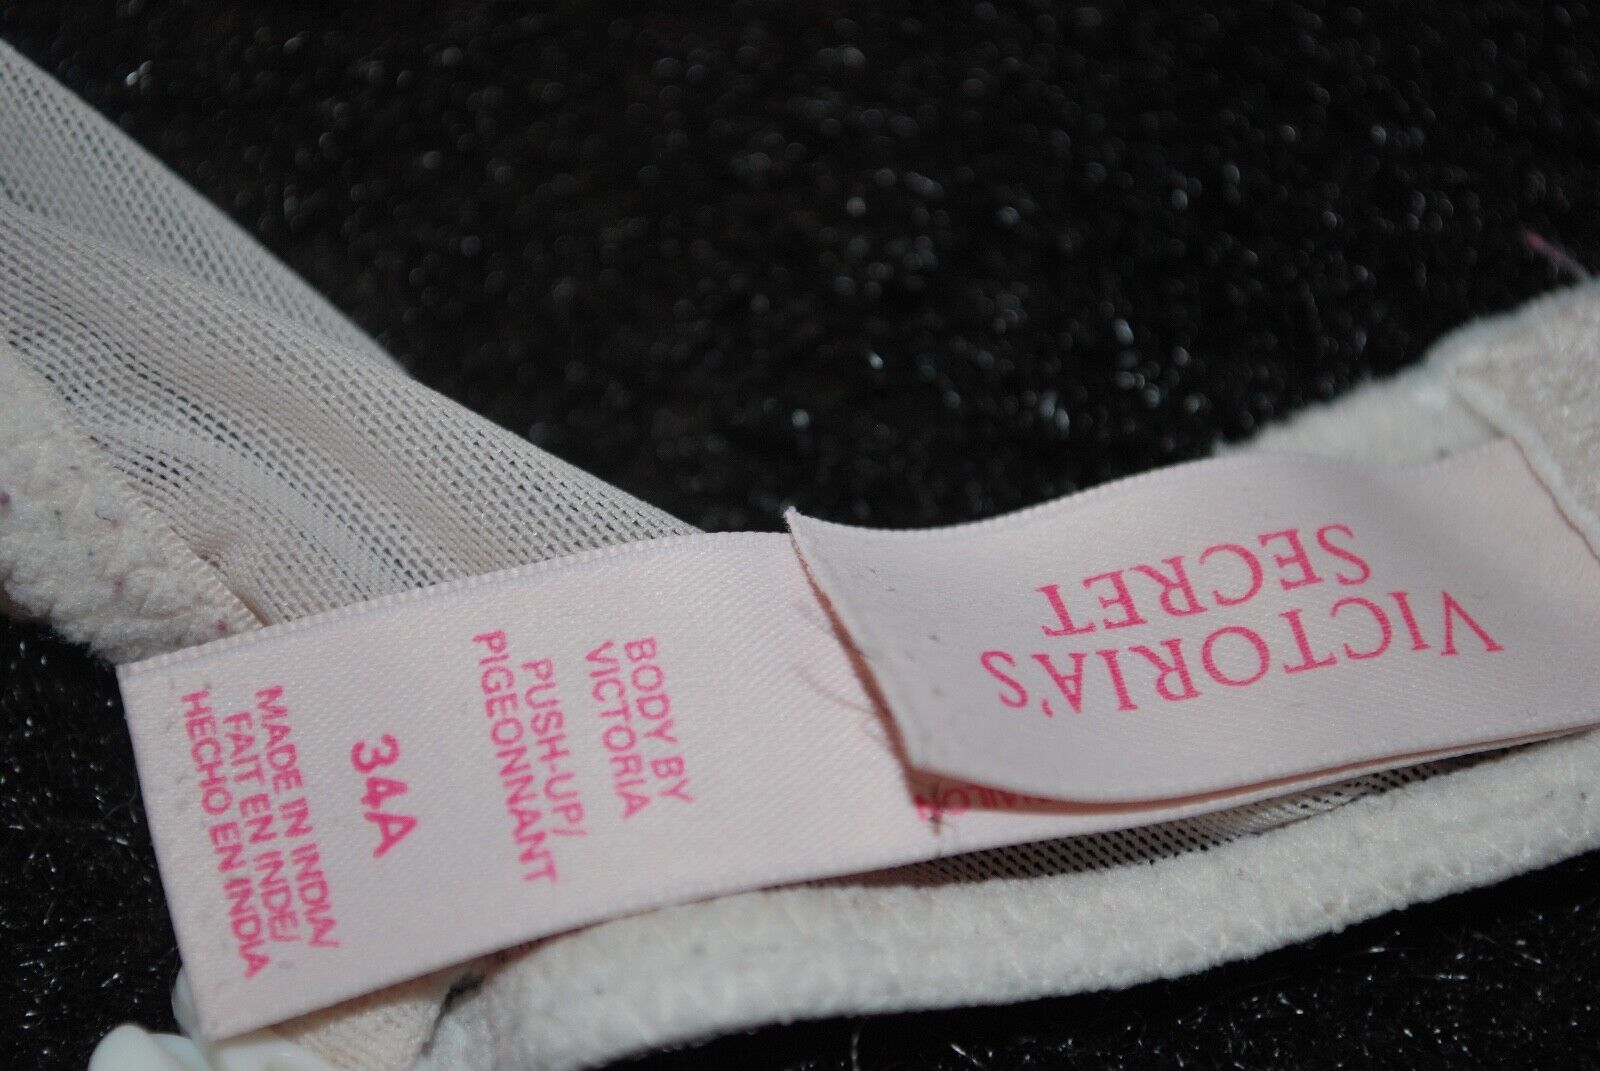 VICTORIA'S
SECRET
BODY BY
VICTORIA
PUSH-UP/
PIGEONNANT
34A
MADE IN INDIA/
FAIT EN INDE/
HECHO EN INDIA